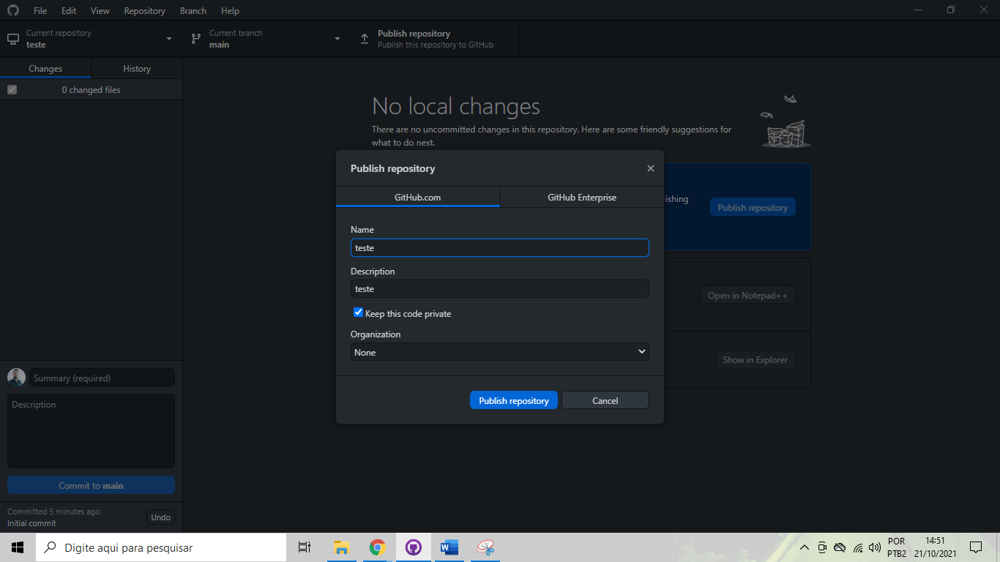 File Edit View Repository Branch Help
Current repository
teste
Current branch
main
Publish repository
Publish this repository to GitHub
Changes History
0 changed files
No local changes
There are no uncommitted changes in this repository. Here are some friendly suggestions for
what to do next.
Publish repository
GitHub.com GitHub Enterprise
ishing
Publish repository
Name
teste
Description
teste
Keep this code private
Organization
None
Publish repository Cancel
Open in Notepad++
Show in Explorer
Summary (required)
Description
Commit to main
Committed 5 minutes ago
Initial commit
Undo
Digite aqui para pesquisar
POR
PTB2
14:51
21/10/2021